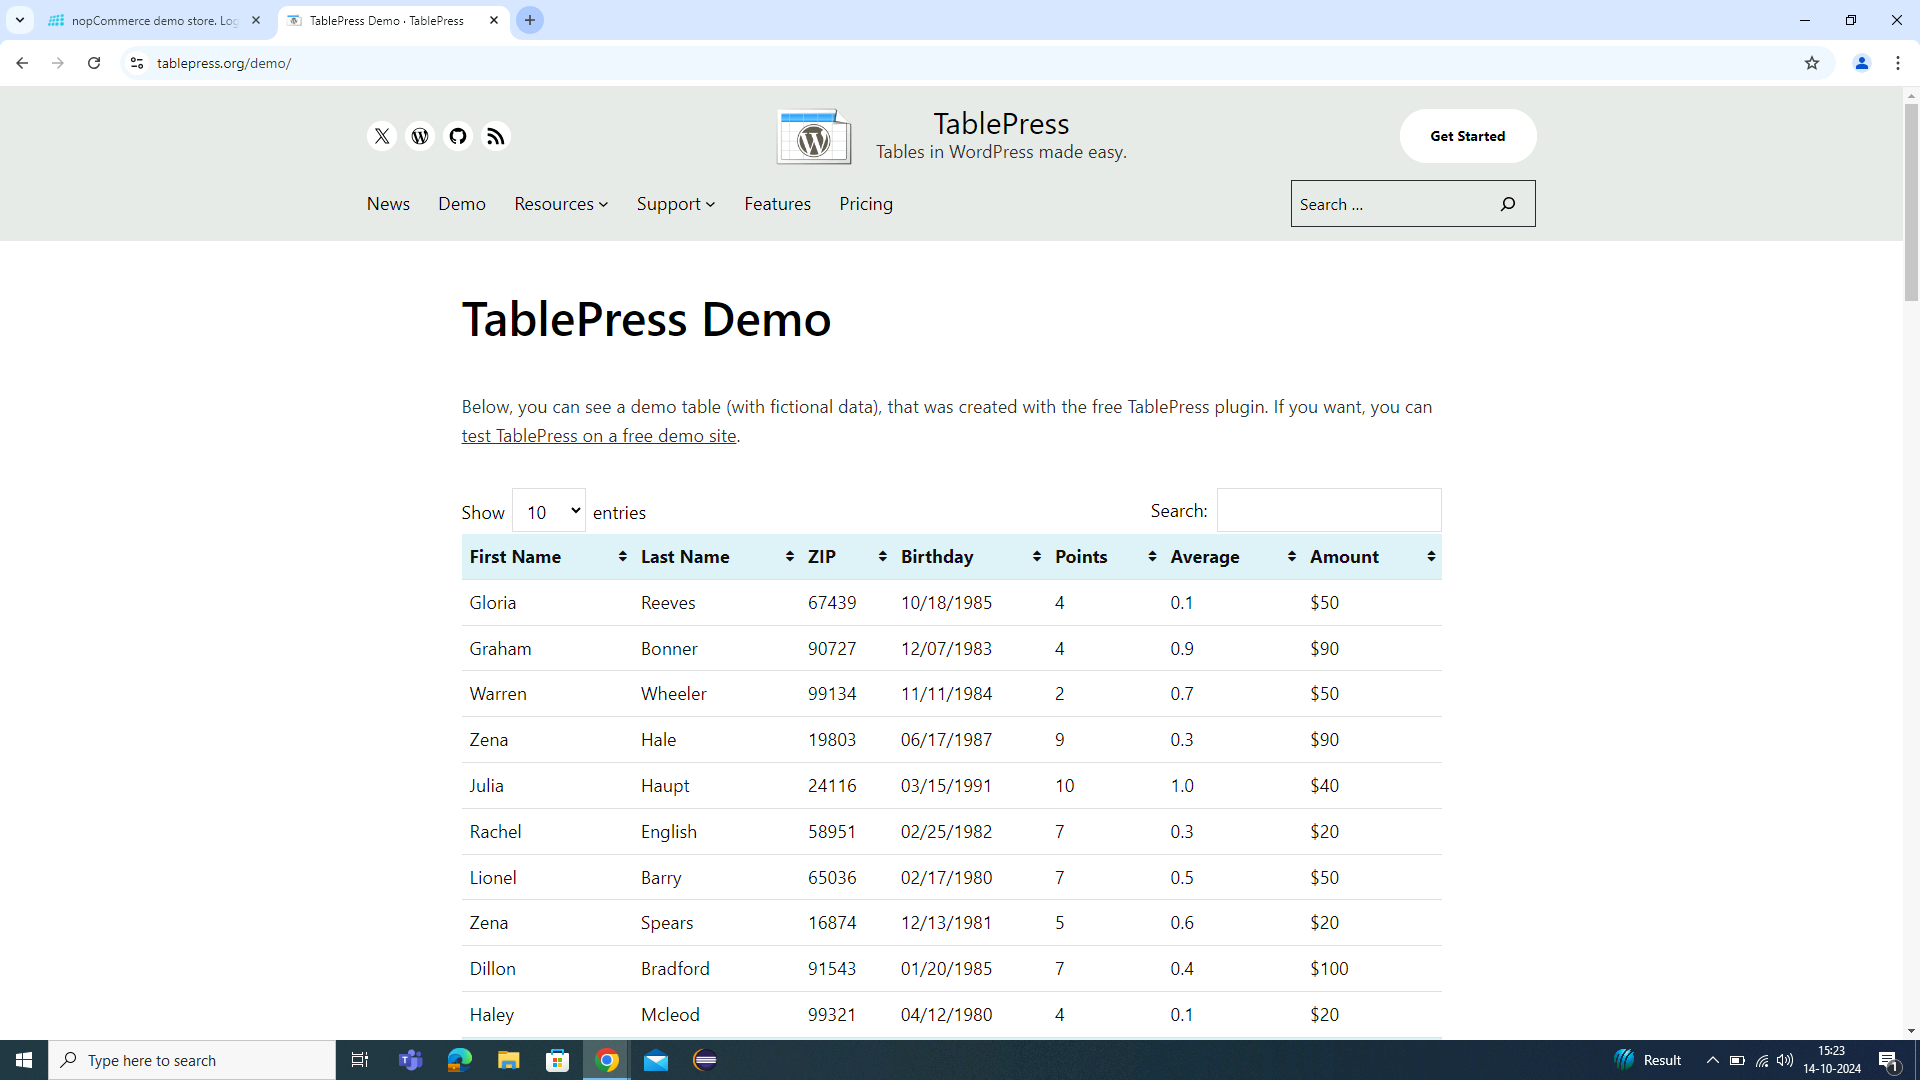 nopCommerce demo store. Log
TablePress Demo · TablePress
tablepress.org/demo/
TablePress
Tables in WordPress made easy.
Get Started
News Demo Resources Support Features Pricing
Search ...
TablePress Demo
Below, you can see a demo table (with fictional data), that was created with the free TablePress plugin. If you want, you can
test TablePress on a free demo site.
Show 10 entries Search:
First Name Last Name ZIP Birthday Points Average Amount
Gloria Reeves 67439 10/18/1985 4 0.1 $50
Graham Bonner 90727 12/07/1983 4 0.9 $90
Warren Wheeler 99134 11/11/1984 2 0.7 $50
Zena Hale 19803 06/17/1987 9 0.3 $90
Julia Haupt 24116 03/15/1991 10 1.0 $40
Rachel English 58951 02/25/1982 7 0.3 $20
Lionel Barry 65036 02/17/1980 7 0.5 $50
Zena Spears 16874 12/13/1981 5 0.6 $20
Dillon Bradford 91543 01/20/1985 7 0.4 $100
Haley Mcleod 99321 04/12/1980 4 0.1 $20
Type here to search
Result
15:23
14-10-2024
1